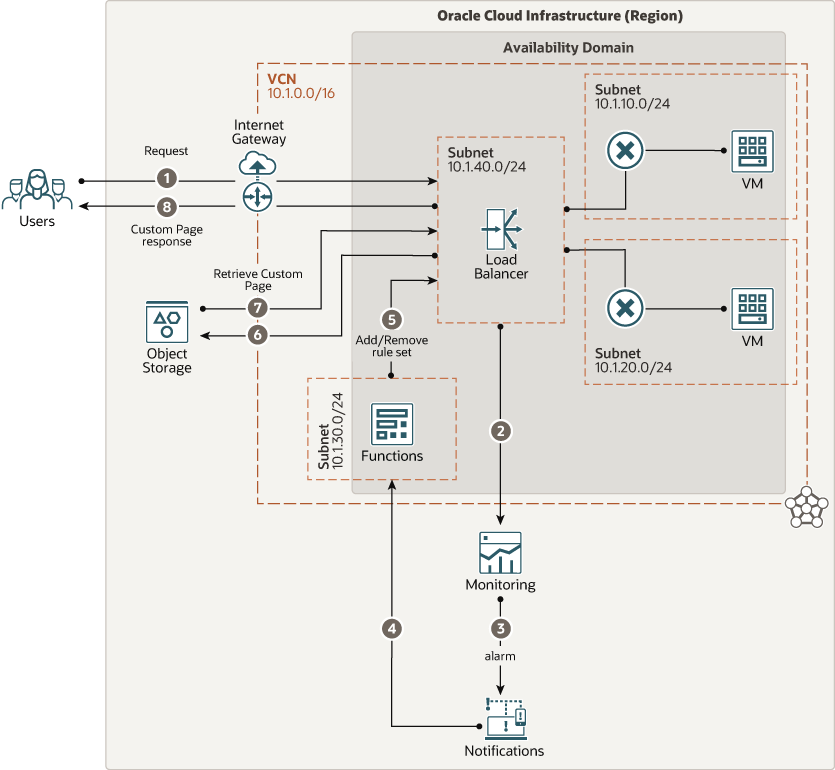 Oracle Cloud Infrastructure (Region)
Availability Domain
VCN
10.1.0.0/16
Internet
Gateway
Request
1
8
Custom Page
response
Users
Subnet
10.1.40.0/24
Load
Balancer
Subnet
10.1.10.0/24
VM
Subnet
10.1.20.0/24
VM
Retrieve Custom
Page
7
6
Object
Storage
5
Add/Remove
rule set
Subnet
10.1.30.0/24
Functions
2
Monitoring
3
alarm
4
Notifications